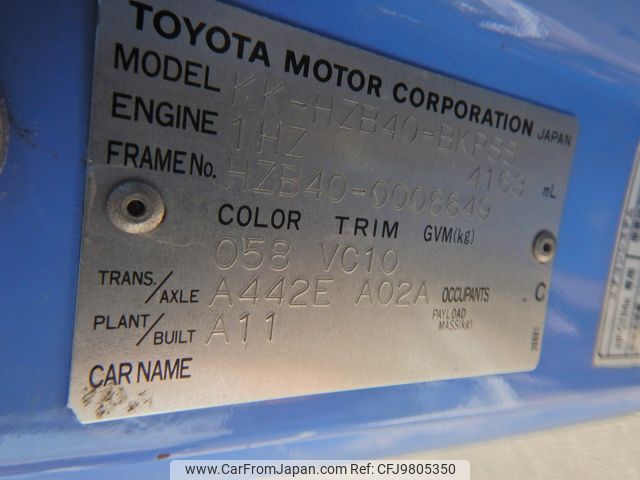 TOYOTA MOTOR CORPORATION JAPAN
MODEL KK-HZB40-BKPSS
ENGINE 1HZ 4163 mL
FRAME No. HZB40-0006649
COLOR TRIM GVM(kg)
058 VC10
TRANS./AXLE A442E A02A OCCUPANTS
PLANT/BUILT A11 PAYLOAD MASS(kg)
C
CAR NAME
www.CarFromJapan.com | Photo ID: CFJ9805350